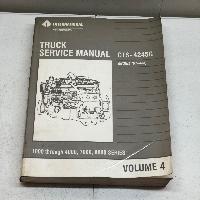 INTERNATIONAL
TRUCK
SERVICE MANUAL
CTS-4245G
1000 through 4000, 7000, 8000 SERIES
VOLUME 4